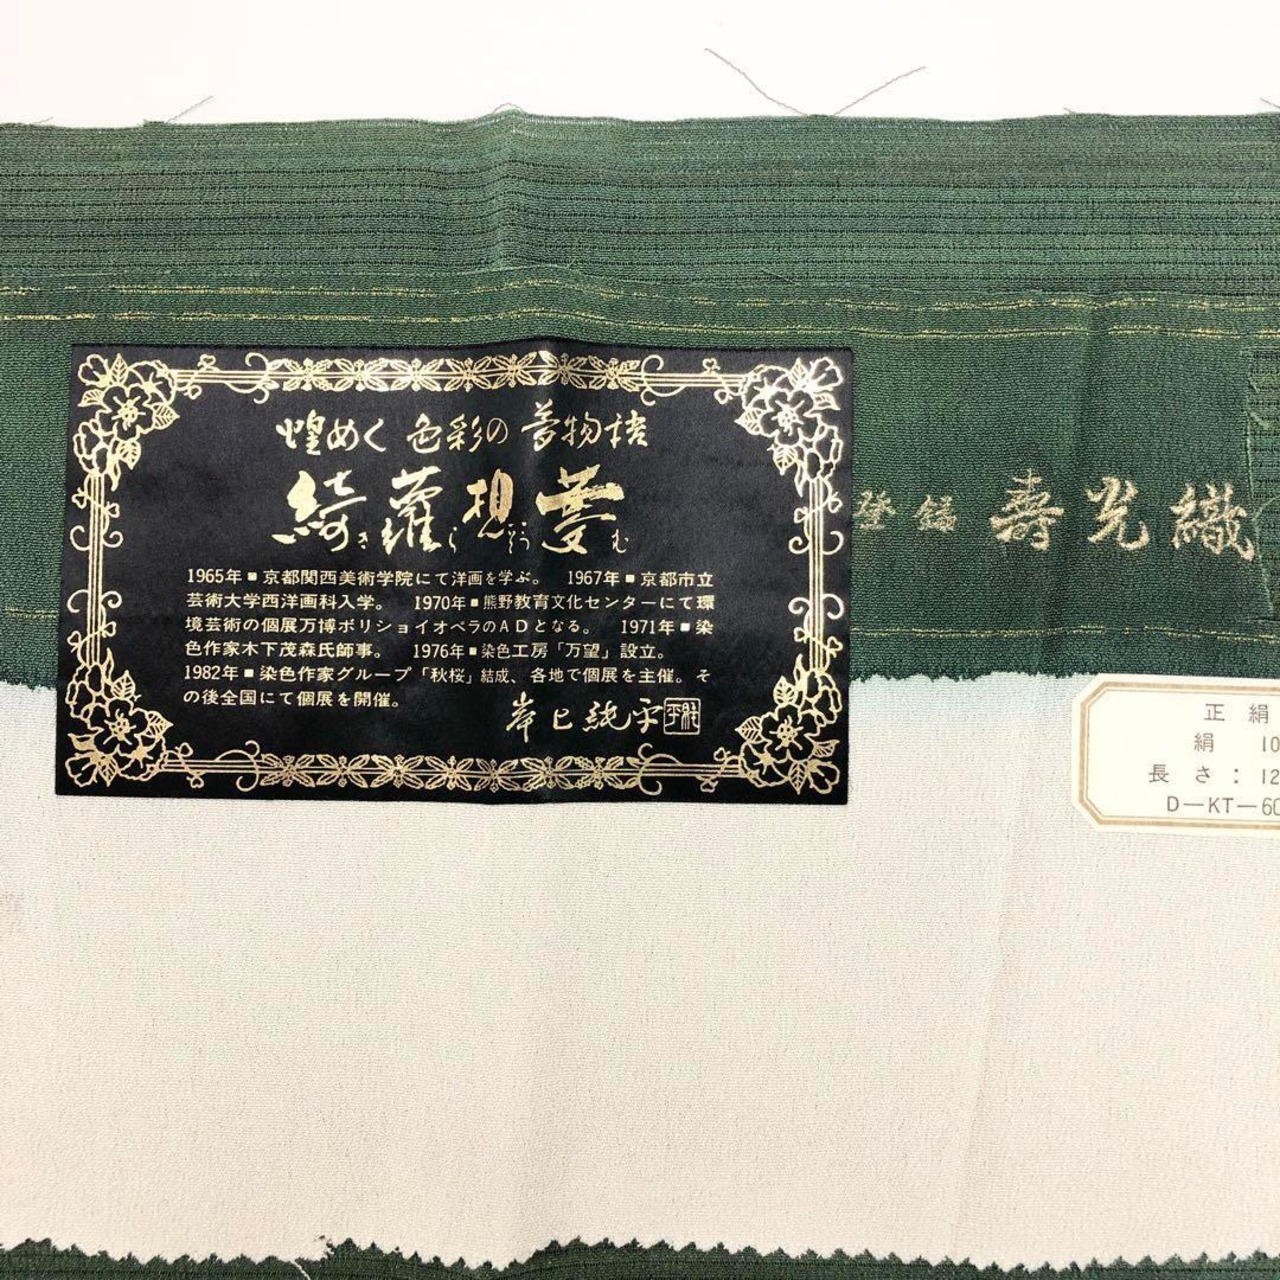 煌めく 色彩の 夢物語
綺羅想夢
きらそうむ
1965年■京都関西美術学院にて洋画を学ぶ。 1967年■京都市立
芸術大学西洋画科入学。 1970年■熊野教育文化センターにて環
境芸術の個展万博ポリショイオペラのADとなる。 1971年■染
色作家木下茂森氏師事。 1976年■染色工房「万望」設立。
1982年■染色作家グループ「秋桜」結成、各地で個展を主催。そ
の後全国にて個展を開催。
登録 壽光織
正絹
絹 10
長さ:12
D—KT—60